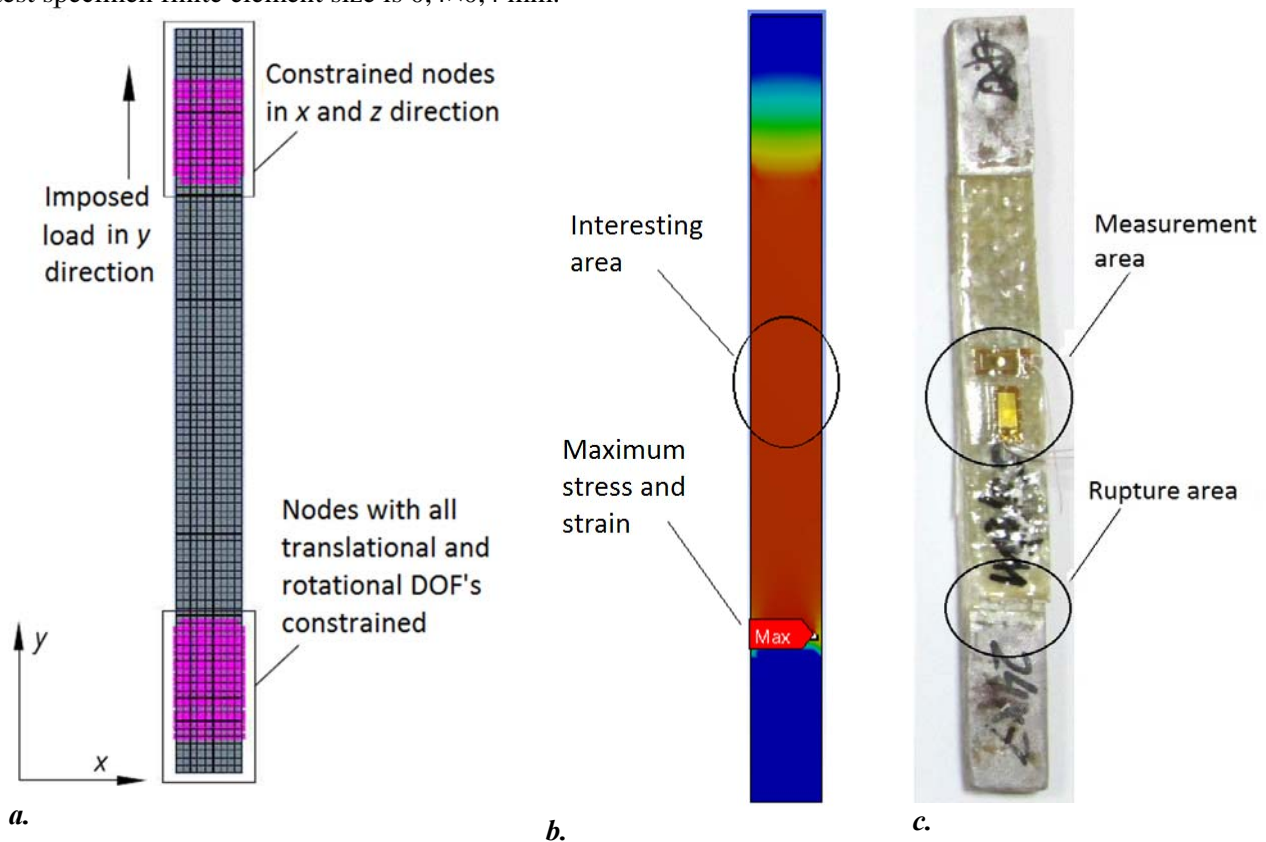 Constrained nodes
in x and z direction
Imposed
load in y
direction
Nodes with all
translational and
rotational DOF's
constrained
y
x
a.
Interesting
area
Maximum
stress and
strain
Max
b.
Measurement
area
Rupture area
c.